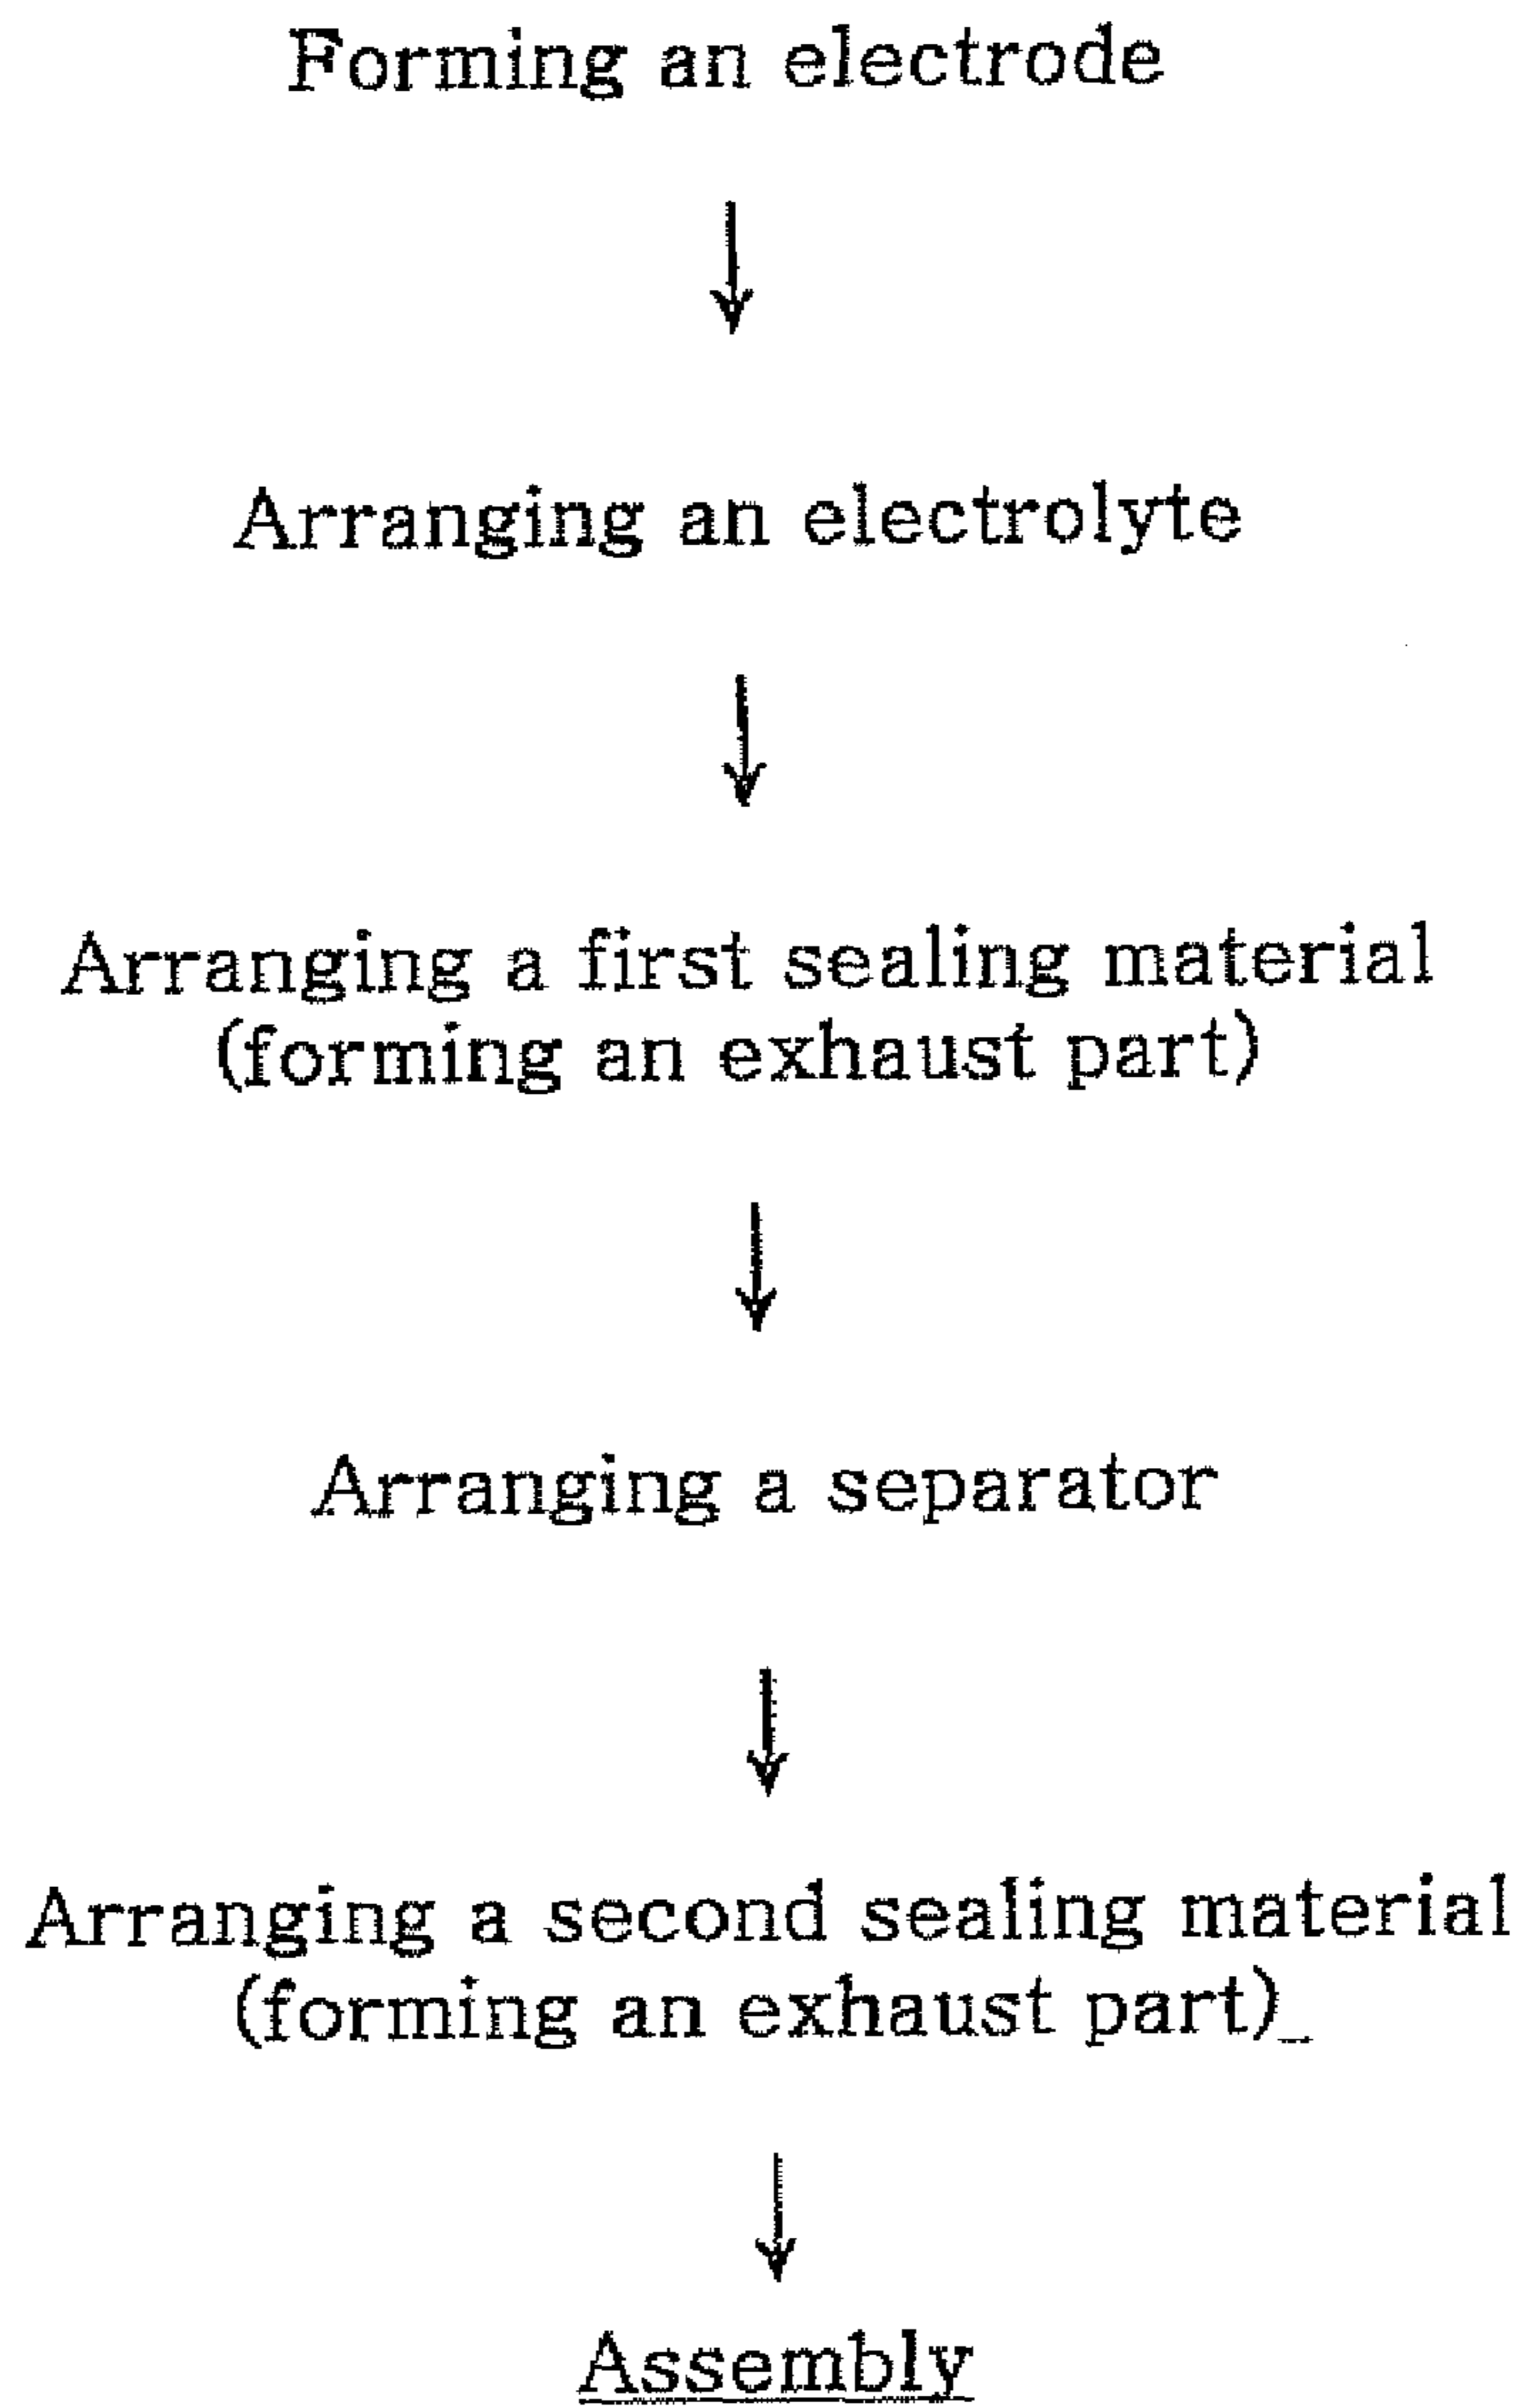 Forming an electrode
↓
Arranging an electrolyte
↓
Arranging a first sealing material
(forming an exhaust part)
↓
Arranging a separator
↓
Arranging a second sealing material
(forming an exhaust part)
↓
Assembly